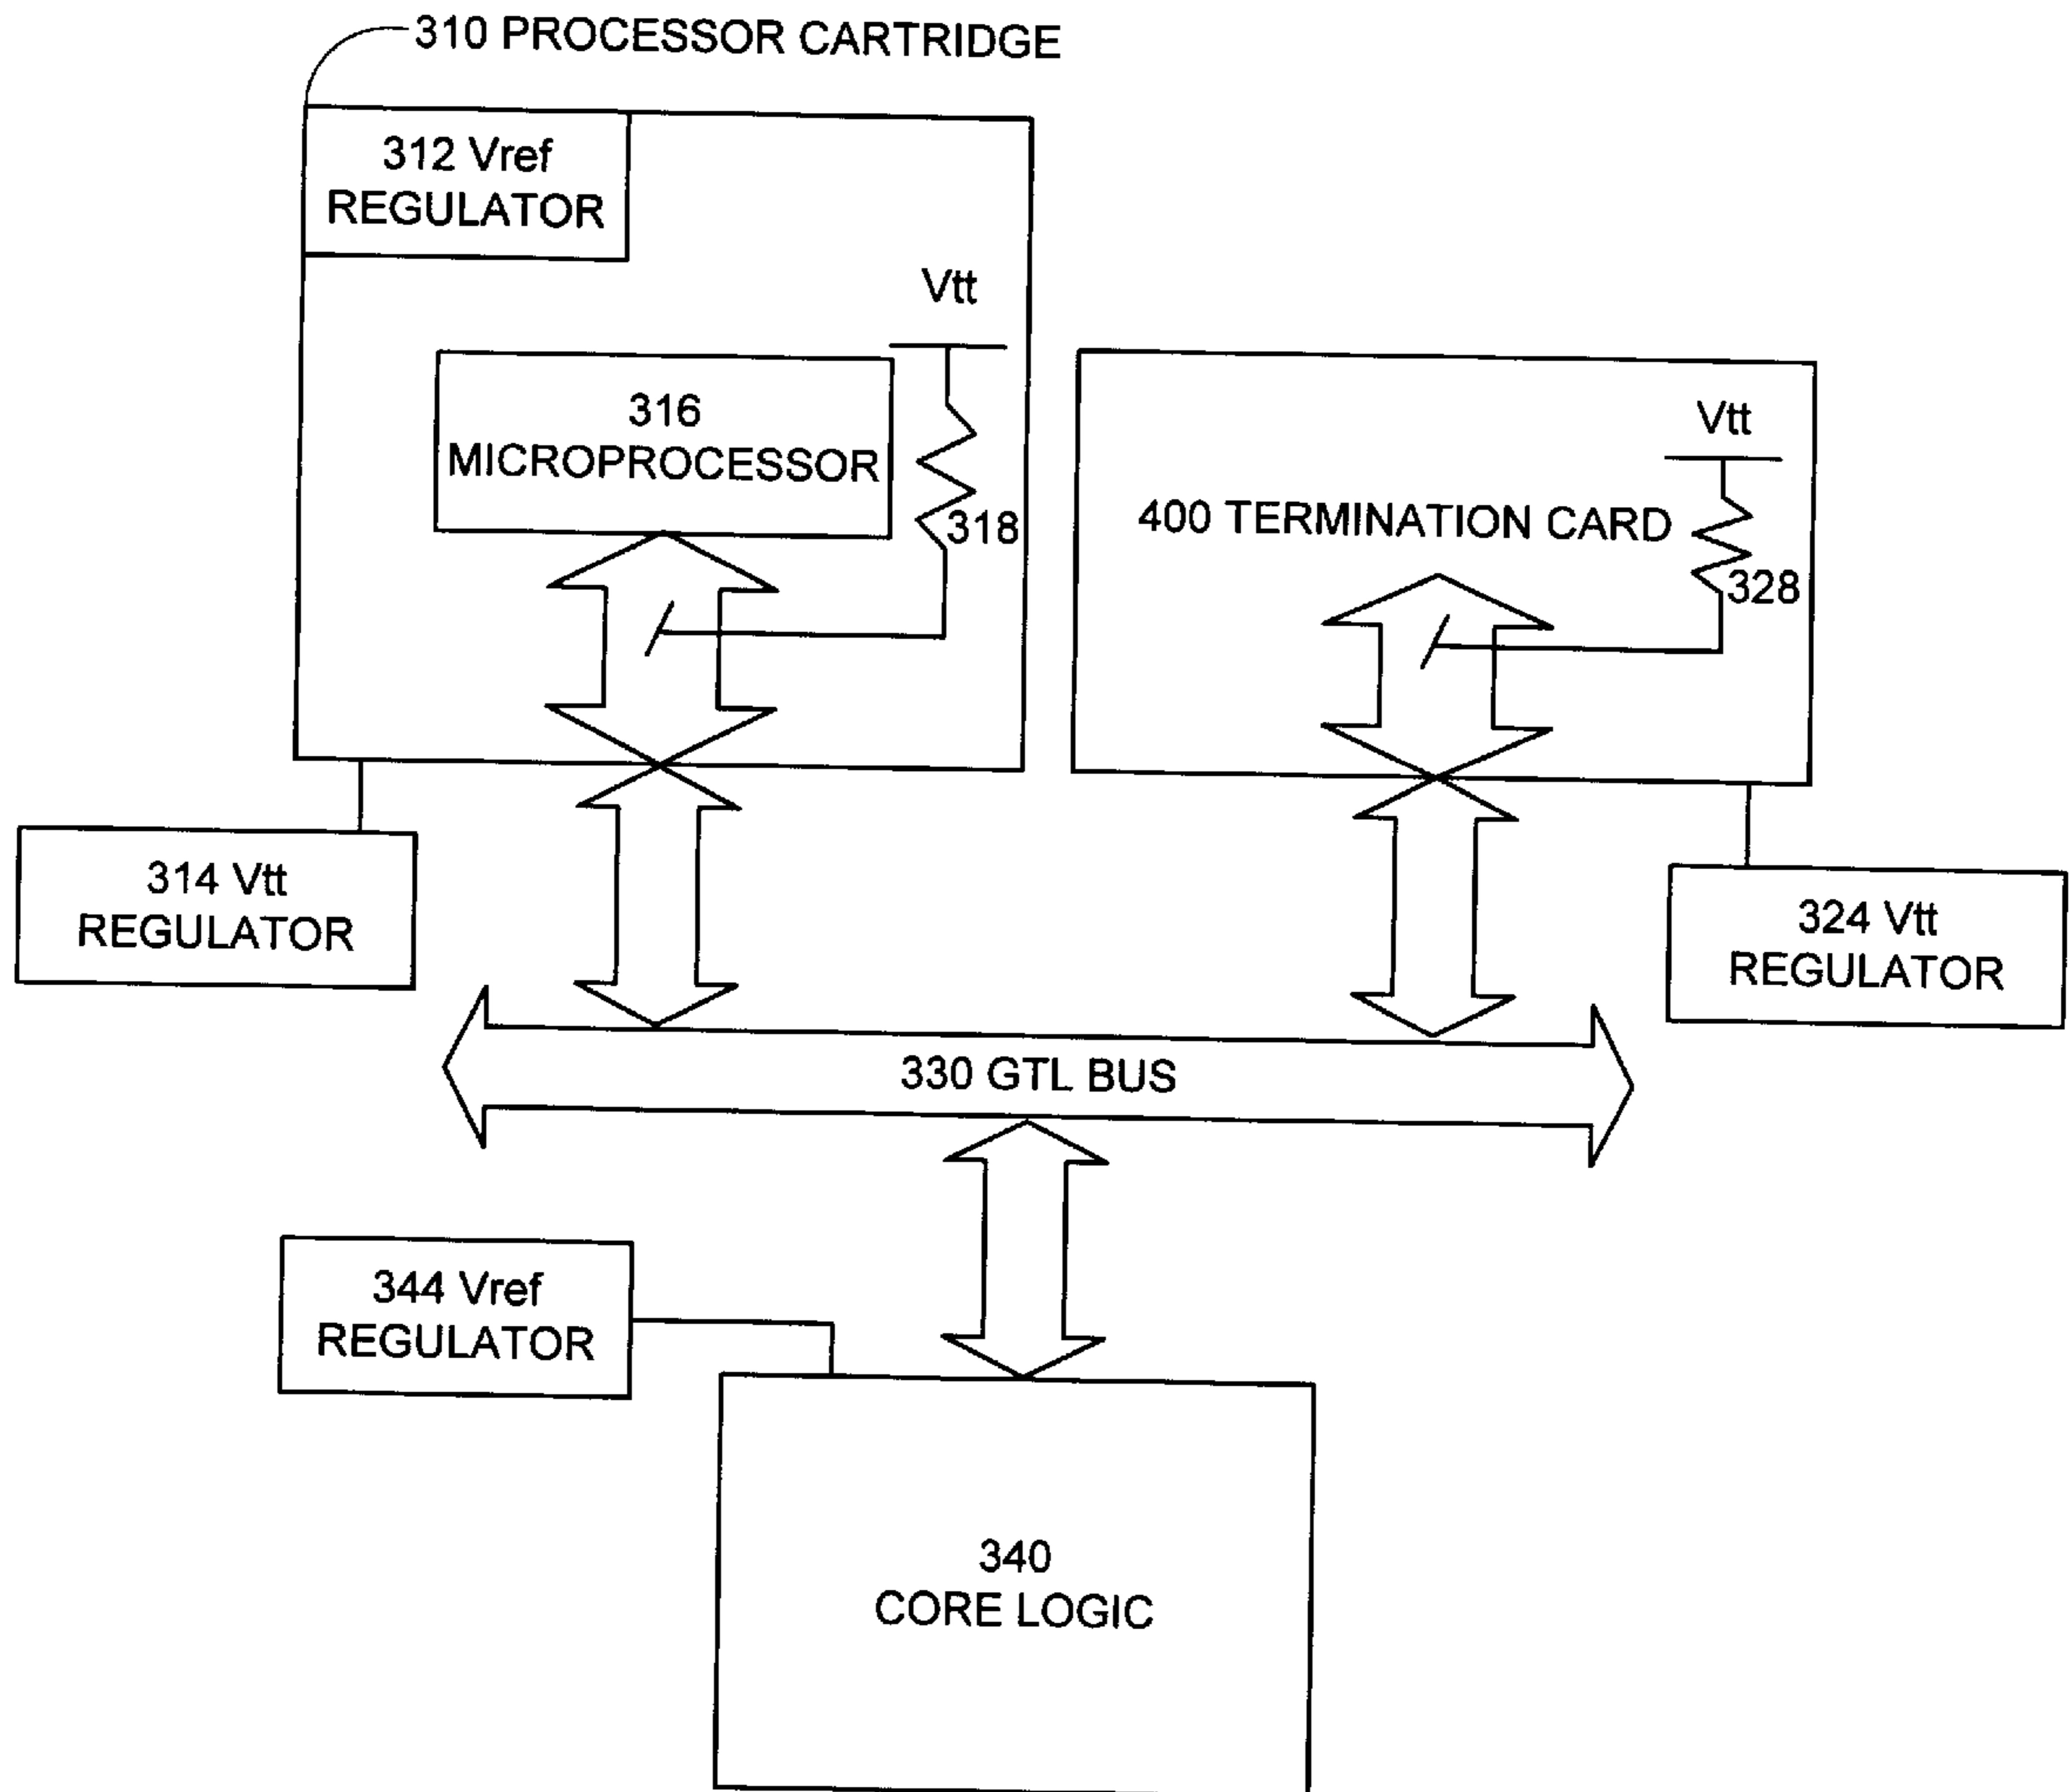 310 PROCESSOR CARTRIDGE
312 Vref
REGULATOR
Vtt
316
MICROPROCESSOR
318
Vtt
400 TERMINATION CARD
328
314 Vtt
REGULATOR
324 Vtt
REGULATOR
330 GTL BUS
344 Vref
REGULATOR
340
CORE LOGIC